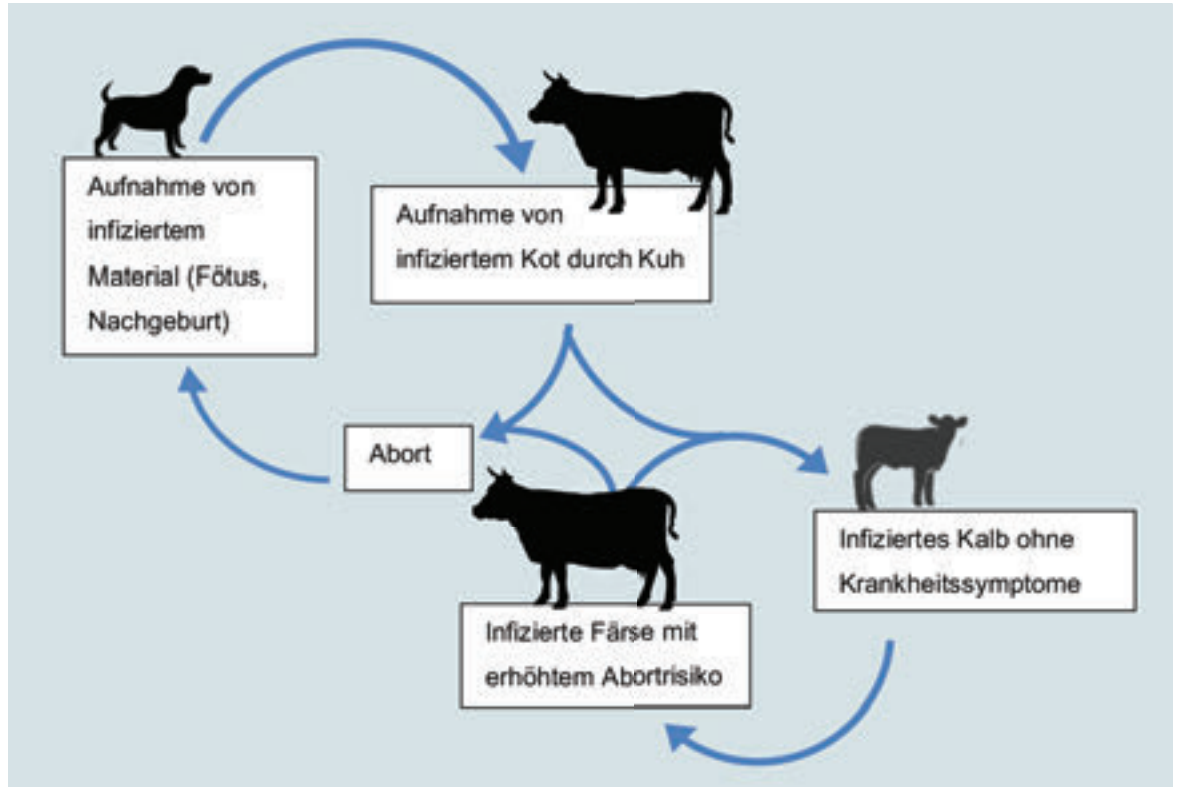 Aufnahme von
infiziertem
Material (Fötus,
Nachgeburt)
Aufnahme von
infiziertem Kot durch Kuh
Abort
Infiziertes Kalb ohne
Krankheitssymptome
Infizierte Färse mit
erhöhtem Abortrisiko